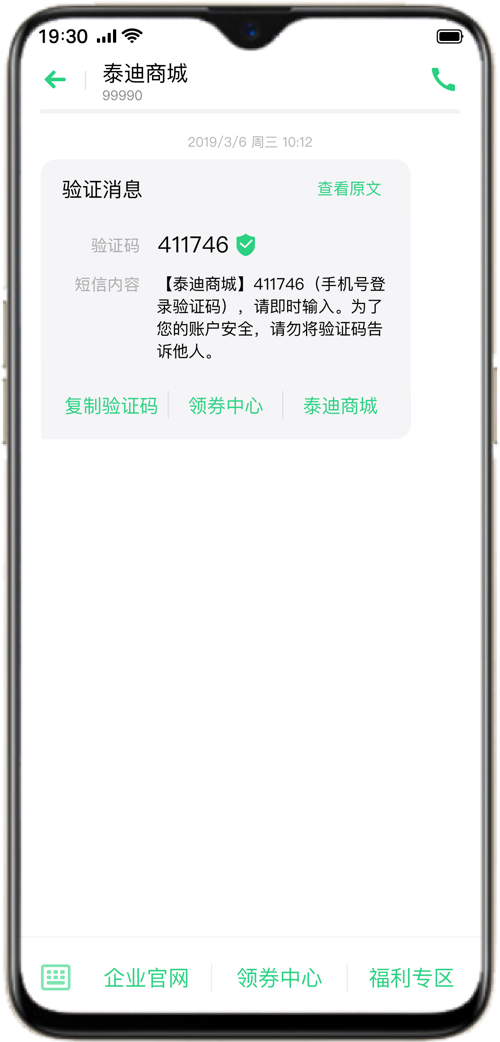 19:30
泰迪商城
99990
2019/3/6 周三 10:12
验证消息 查看原文
验证码 411746
短信内容 【泰迪商城】411746（手机号登
录验证码），请即时输入。为了
您的账户安全，请勿将验证码告
诉他人。
复制验证码 领券中心 泰迪商城
企业官网 领券中心 福利专区